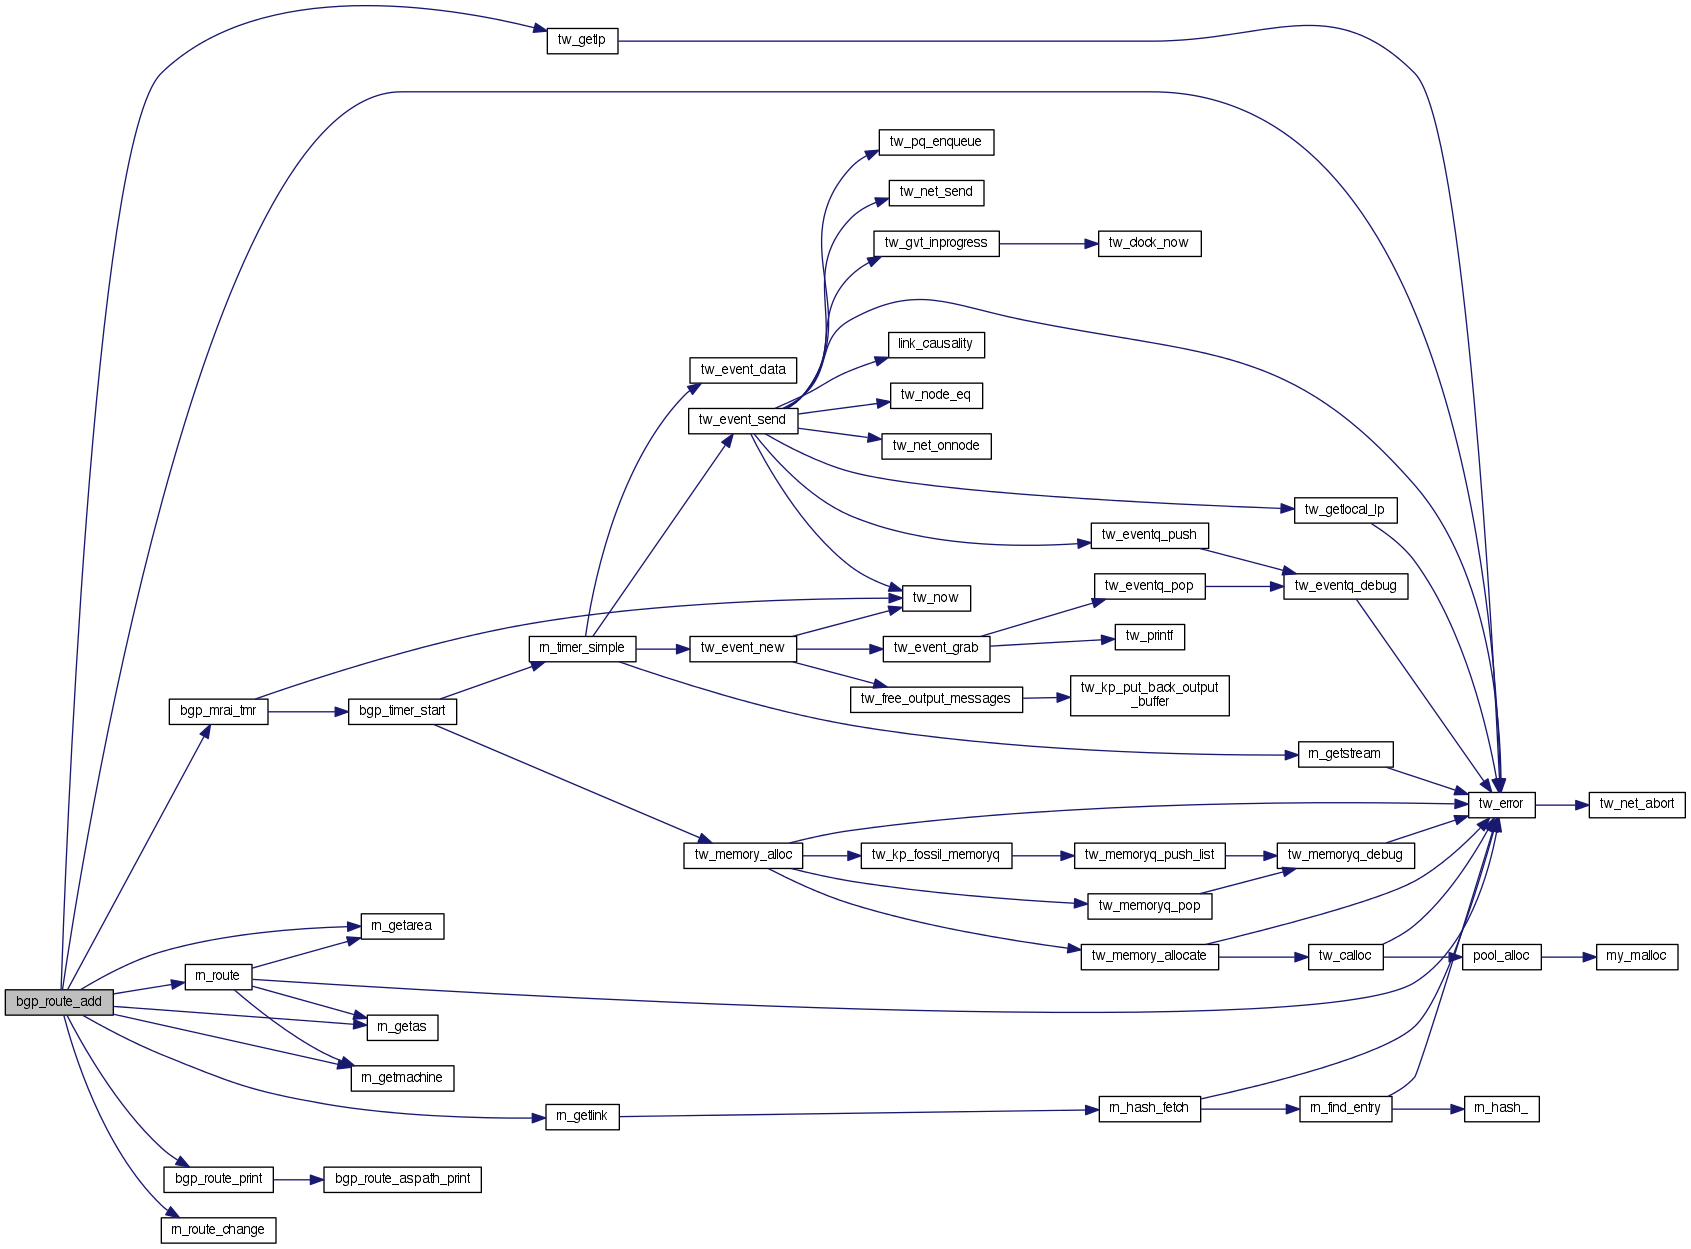 tw_getlp
tw_pq_enqueue
tw_net_send
tw_gvt_inprogress
tw_clock_now
link_causality
tw_event_data
tw_node_eq
tw_event_send
tw_net_onnode
tw_getlocal_lp
tw_eventq_push
tw_eventq_pop
tw_eventq_debug
tw_now
tw_printf
rn_timer_simple
tw_event_new
tw_event_grab
tw_free_output_messages
tw_kp_put_back_output
_buffer
bgp_mrai_tmr
bgp_timer_start
rn_getstream
tw_error
tw_net_abort
tw_memory_alloc
tw_kp_fossil_memoryq
tw_memoryq_push_list
tw_memoryq_debug
tw_memoryq_pop
rn_getarea
tw_memory_allocate
tw_calloc
pool_alloc
my_malloc
rn_route
bgp_route_add
rn_getas
rn_getmachine
rn_getlink
rn_hash_fetch
rn_find_entry
rn_hash_
bgp_route_print
bgp_route_aspath_print
rn_route_change